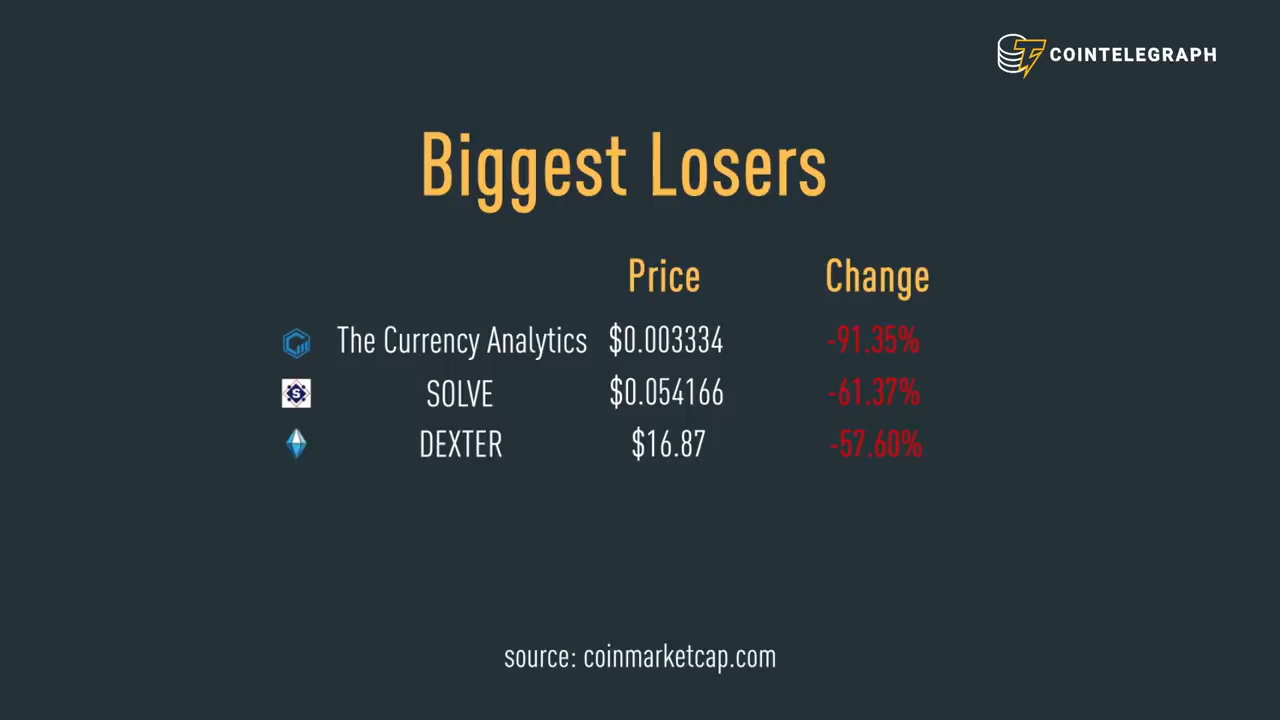 COINTELEGRAPH
Biggest Losers
Price Change
The Currency Analytics $0.003334 -91.35%
SOLVE $0.054166 -61.37%
DEXTER $16.87 -57.60%
source: coinmarketcap.com